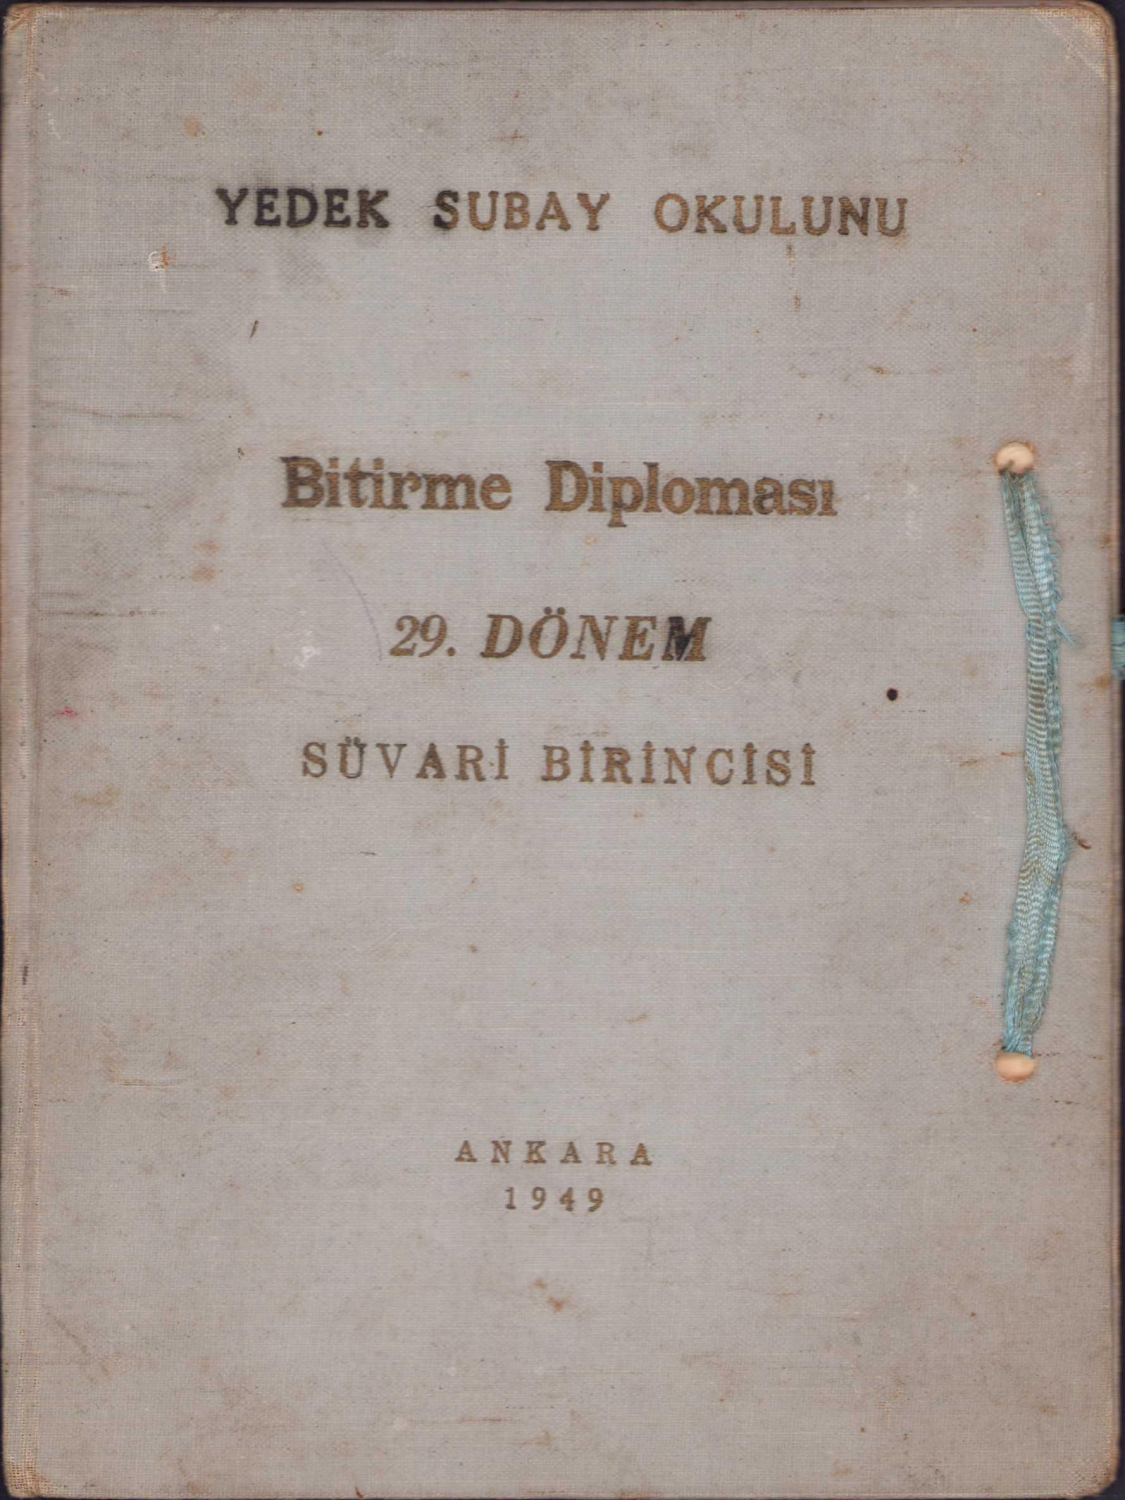 YEDEK SUBAY OKULUNU
Bitirme Diploması
29. DÖNEM
SÜVARİ BİRİNCİSİ
ANKARA
1949